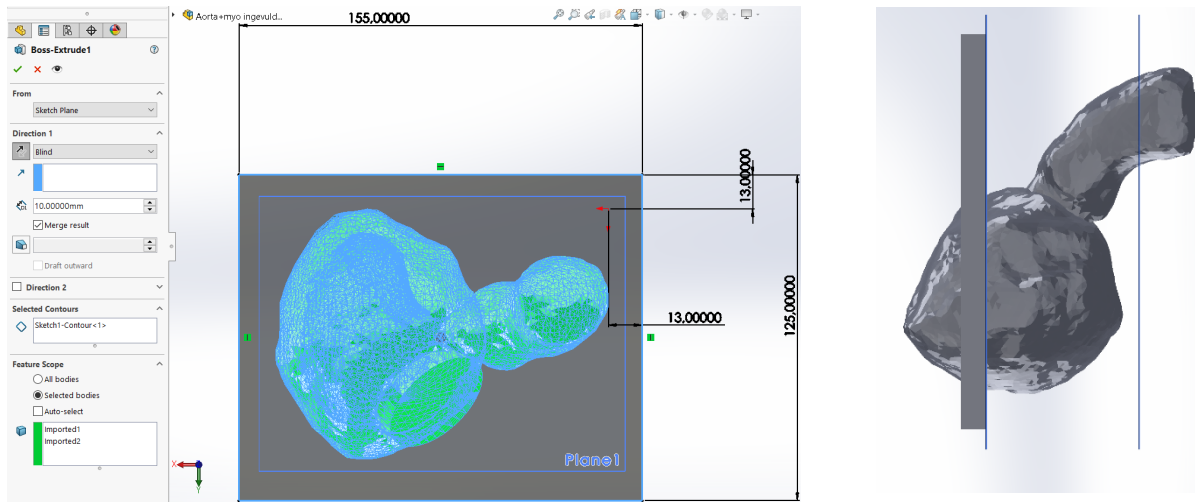 Aorta+myo ingevuld...
Boss-Extrude1
From
Sketch Plane
Direction 1
Blind
10.00000mm
Merge result
Draft outward
Direction 2
Selected Contours
Sketch1-Contour<1>
Feature Scope
All bodies
Selected bodies
Auto-select
Imported1
Imported2
155.00000
13.00000
125.00000
13.00000
Plane1
X
Y